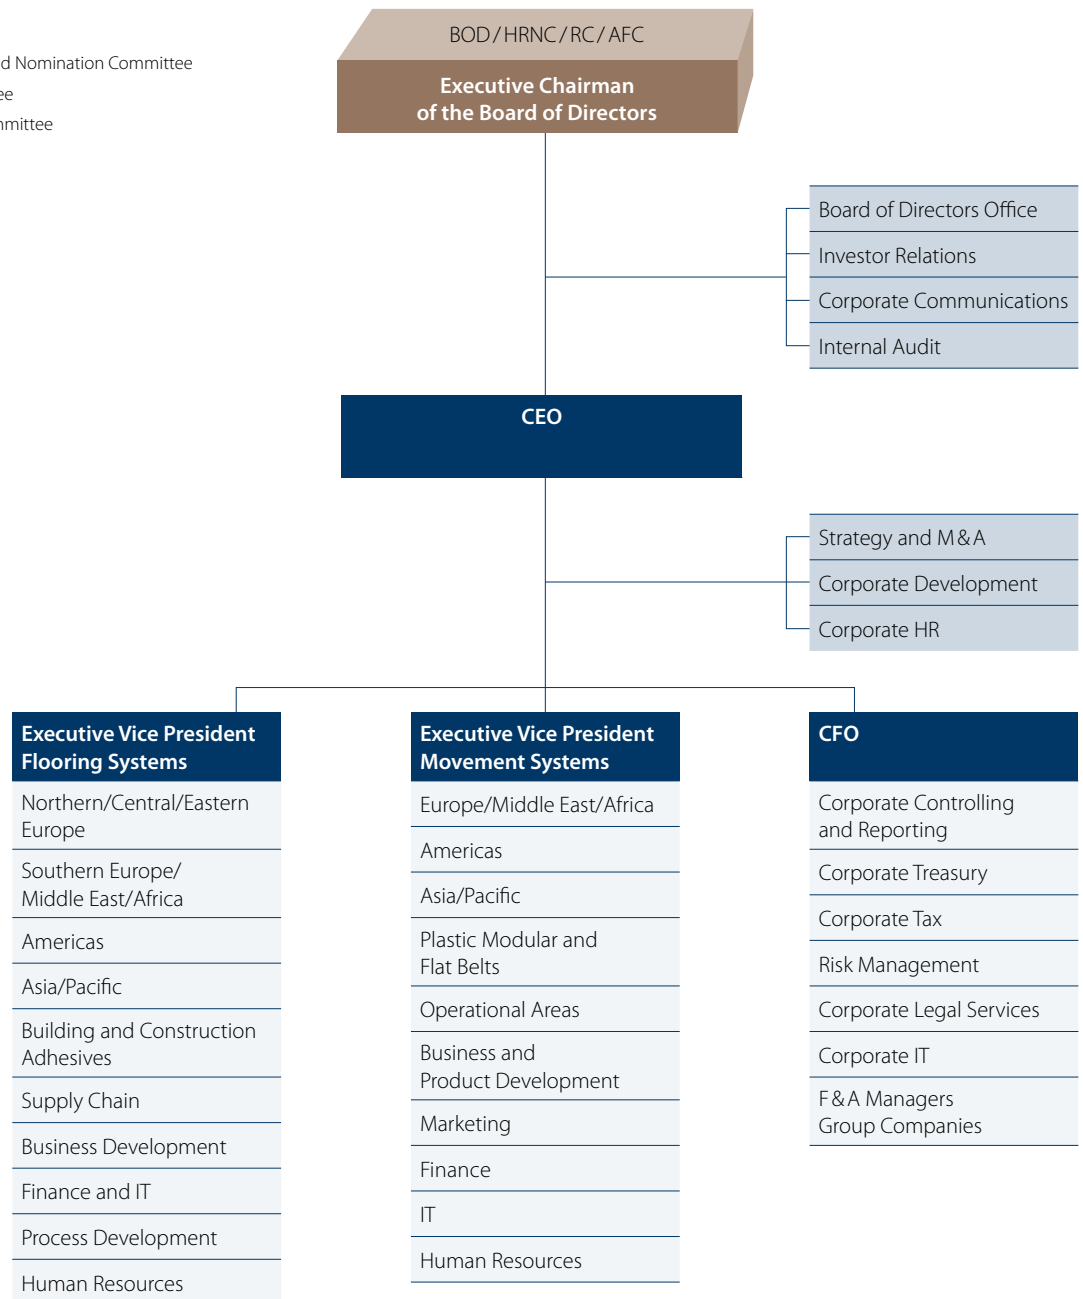 BOD / HRNC / RC / AFC
Nomination Committee
Executive Chairman
of the Board of Directors
Board of Directors Office
Investor Relations
Corporate Communications
Internal Audit
CEO
Strategy and M & A
Corporate Development
Corporate HR
Executive Vice President
Flooring Systems
Northern/Central/Eastern
Europe
Southern Europe/
Middle East/Africa
Americas
Asia/Pacific
Building and Construction
Adhesives
Supply Chain
Business Development
Finance and IT
Process Development
Human Resources
Executive Vice President
Movement Systems
Europe/Middle East/Africa
Americas
Asia/Pacific
Plastic Modular and
Flat Belts
Operational Areas
Business and
Product Development
Marketing
Finance
IT
Human Resources
CFO
Corporate Controlling
and Reporting
Corporate Treasury
Corporate Tax
Risk Management
Corporate Legal Services
Corporate IT
F & A Managers
Group Companies